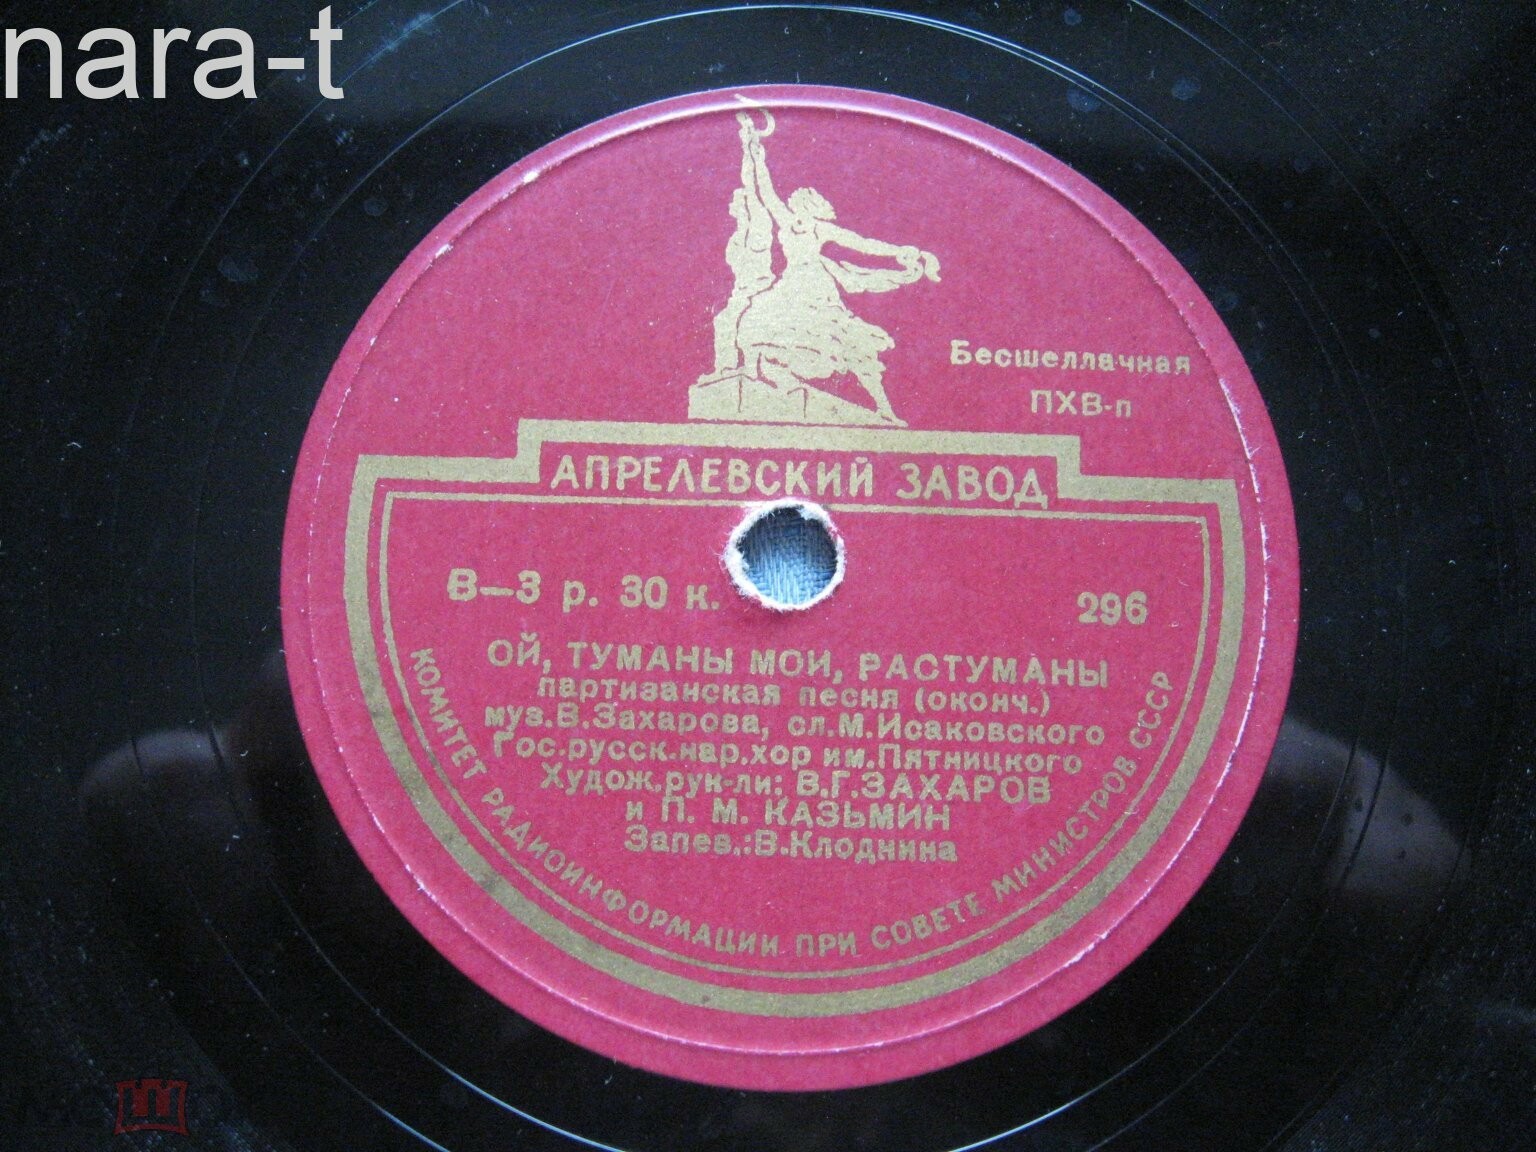 nara-t
Бесшеллачная
ПХВ-п
АПРЕЛЕВСКИЙ ЗАВОД
В—3 р. 30 к.
296
ОЙ, ТУМАНЫ МОИ, РАСТУМАНЫ
партизанская песня (оконч.)
муз.В.Захарова, сл.М.Исаковского
Гос.русск.нар.хор им.Пятницкого
Худож.рук-ли: В.Г.ЗАХАРОВ
и П. М. КАЗЬМИН
Запев.:В.Клоднина
КОМИТЕТ РАДИОИНФОРМАЦИИ ПРИ СОВЕТЕ МИНИСТРОВ СССР